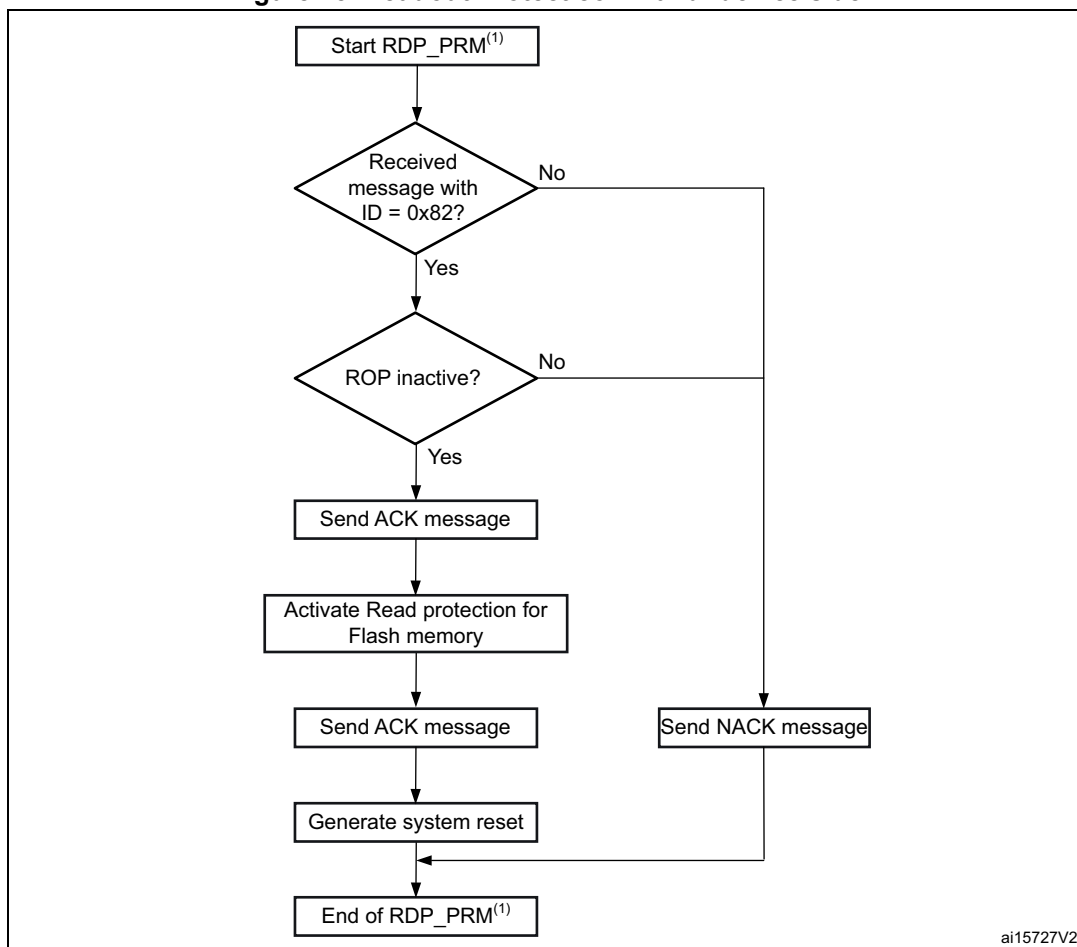 Start RDP_PRM(1)
Received
message with
ID = 0x82?
No
Yes
ROP inactive?
No
Yes
Send ACK message
Activate Read protection for
Flash memory
Send ACK message
Send NACK message
Generate system reset
End of RDP_PRM(1)
ai15727V2